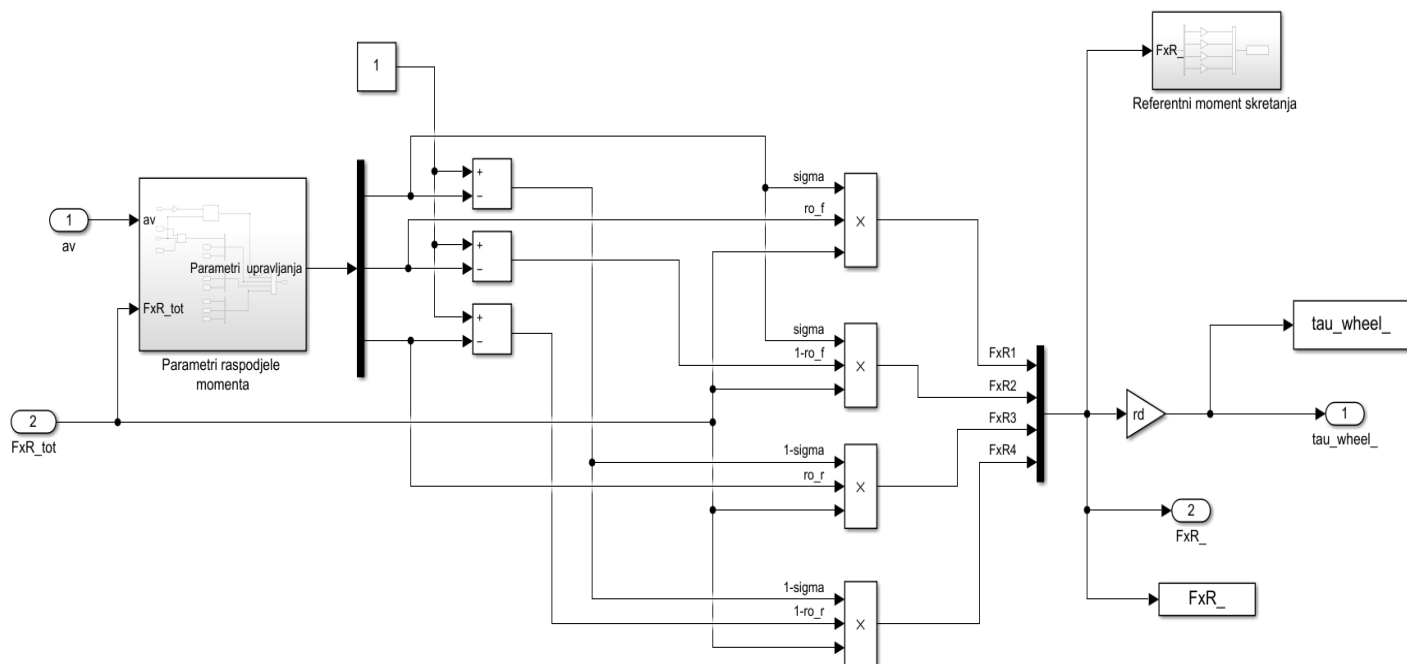 FxR_
Referentni moment skretanja
1
sigma
+
−
×
1
av
av
ro_f
Parametri upravljanja
+
−
FxR_tot
+
−
sigma
1-ro_f
×
tau_wheel_
Parametri raspodjele
momenta
FxR1
FxR2
FxR3
FxR4
rd
1
tau_wheel_
2
FxR_tot
1-sigma
ro_r
×
2
FxR_
1-sigma
1-ro_r
×
FxR_